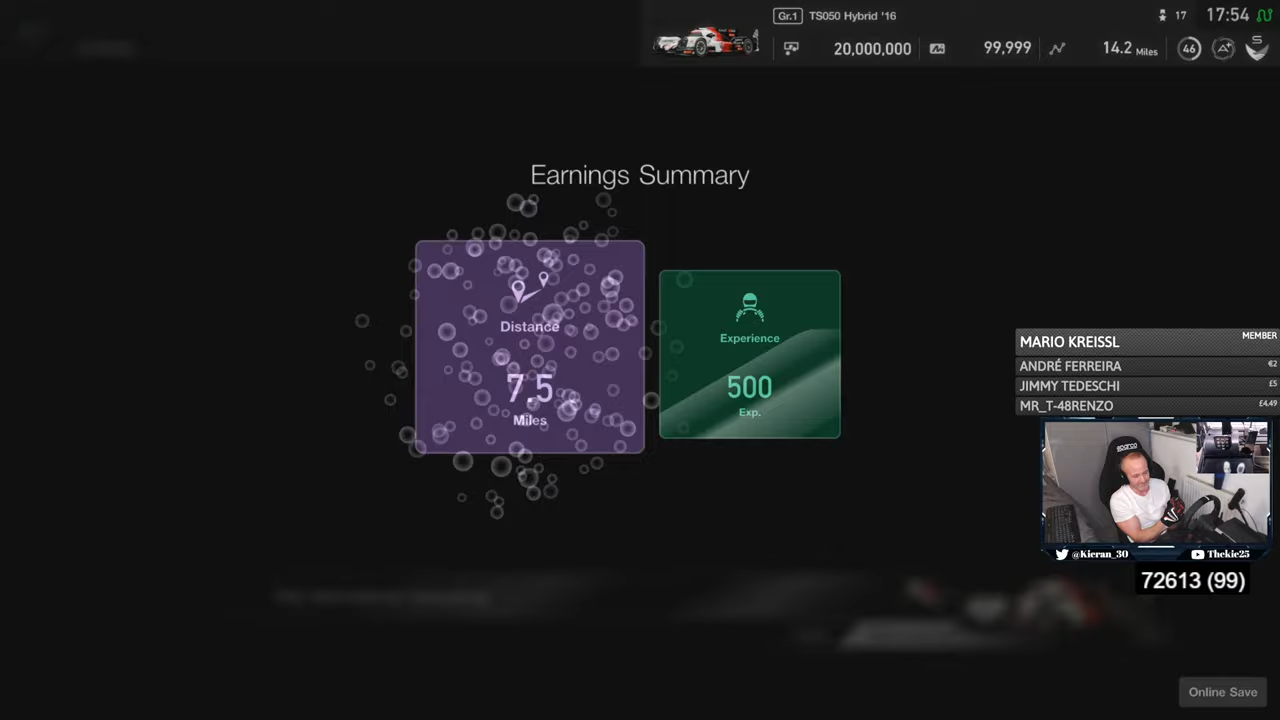 Gr.1 TS050 Hybrid '16
17 17:54
20,000,000 99,999 14.2 Miles 46 A+ S
Earnings Summary
Distance
7.5
Miles
Experience
500
Exp.
MARIO KREISSL MEMBER
ANDRÉ FERREIRA €2
JIMMY TEDESCHI £5
MR_T-48RENZO £4.49
sparco
@Kieran_30 Thekie25
72613 (99)
Online Save